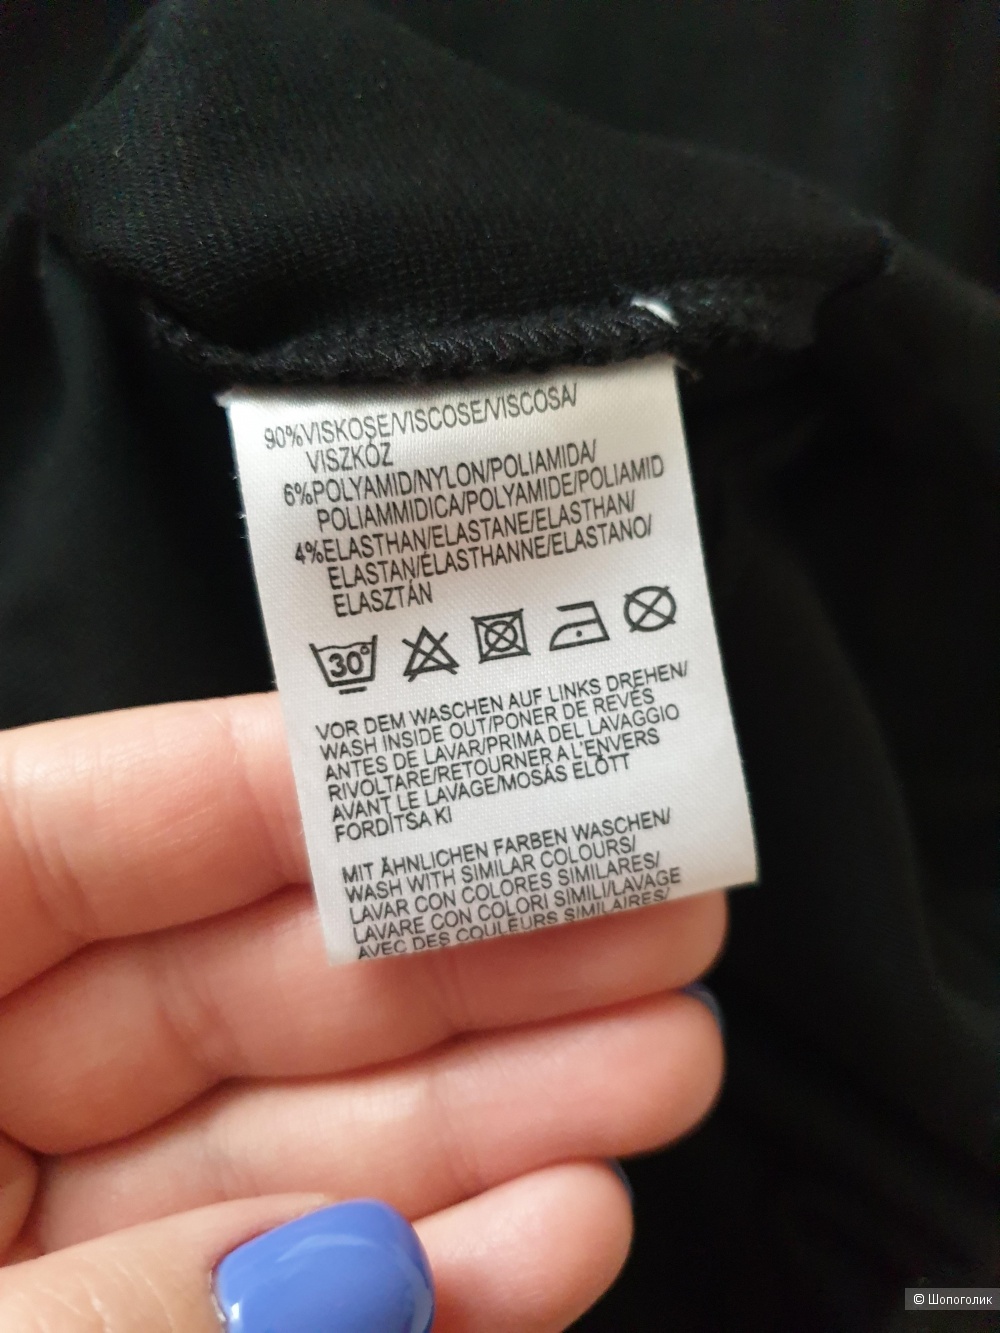 90%VISKOSE/VISCOSE/VISCOSA/
VISZKÓZ
6%POLYAMID/NYLON/POLIAMIDA/
POLIAMMIDICA/POLYAMIDE/POLIAMID
4%ELASTHAN/ELASTANE/ELASTHAN/
ELASTAN/ÉLASTHANNE/ELASTANO/
ELASZTÁN
30°
VOR DEM WASCHEN AUF LINKS DREHEN/
WASH INSIDE OUT/PONER DE REVÉS
ANTES DE LAVAR/PRIMA DEL LAVAGGIO
RIVOLTARE/RETOURNER A L'ENVERS
AVANT LE LAVAGE/MOSÁS ELŐTT
FORDÍTSA KI
MIT ÄHNLICHEN FARBEN WASCHEN/
WASH WITH SIMILAR COLOURS/
LAVAR CON COLORES SIMILARES/
LAVARE CON COLORI SIMILI/LAVAGE
AVEC DES COULEURS SIMILAIRES/
© Шопоголик